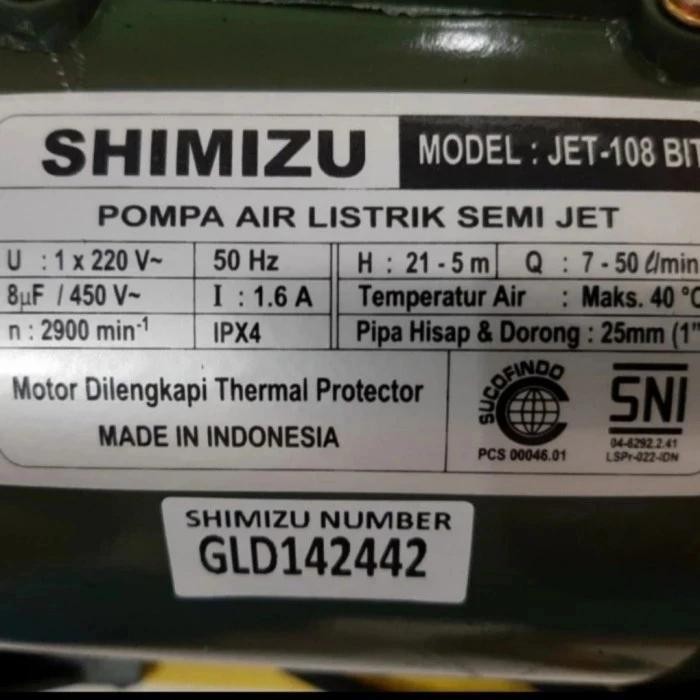 SHIMIZU
MODEL : JET-108 BIT
POMPA AIR LISTRIK SEMI JET
U : 1 x 220 V~ 50 Hz H : 21 - 5 m Q : 7 - 50 ℓ/min
8µF / 450 V~ I : 1.6 A Temperatur Air : Maks. 40 °C
n : 2900 min-1 IPX4 Pipa Hisap & Dorong : 25mm (1"
Motor Dilengkapi Thermal Protector
MADE IN INDONESIA
SUCOFINDO
PCS 00046.01
SNI
04-6292.2.41
LSPr-022-IDN
SHIMIZU NUMBER
GLD142442